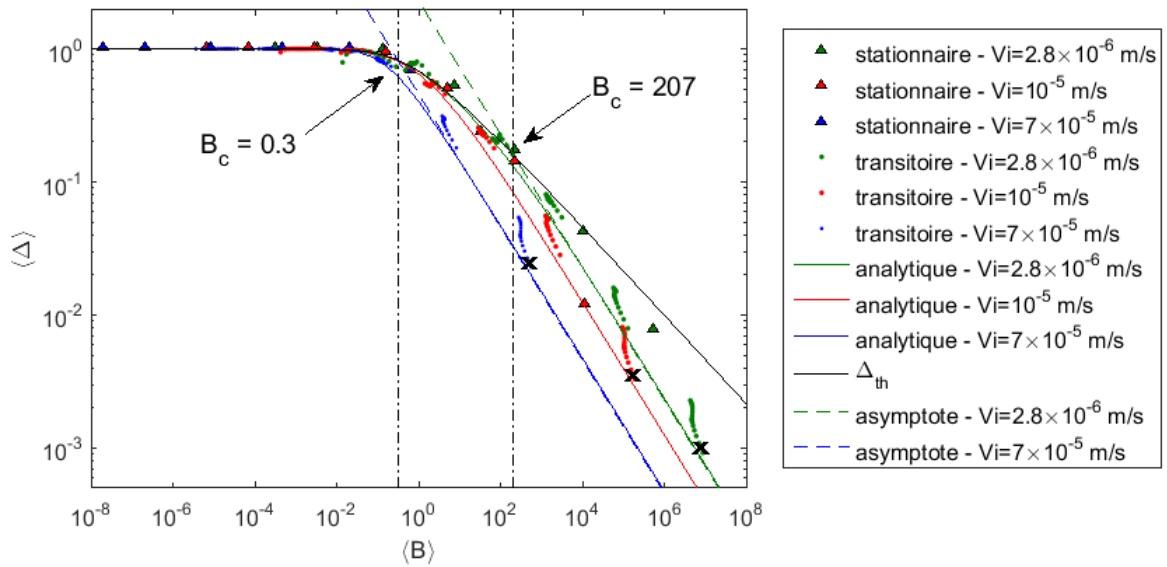 10^0
10^-1
10^-2
10^-3
⟨Δ⟩
B_c = 0.3
B_c = 207
10^-8
10^-6
10^-4
10^-2
10^0
10^2
10^4
10^6
10^8
⟨B⟩
stationnaire - Vi=2.8×10^-6 m/s
stationnaire - Vi=10^-5 m/s
stationnaire - Vi=7×10^-5 m/s
transitoire - Vi=2.8×10^-6 m/s
transitoire - Vi=10^-5 m/s
transitoire - Vi=7×10^-5 m/s
analytique - Vi=2.8×10^-6 m/s
analytique - Vi=10^-5 m/s
analytique - Vi=7×10^-5 m/s
Δ_th
asymptote - Vi=2.8×10^-6 m/s
asymptote - Vi=7×10^-5 m/s